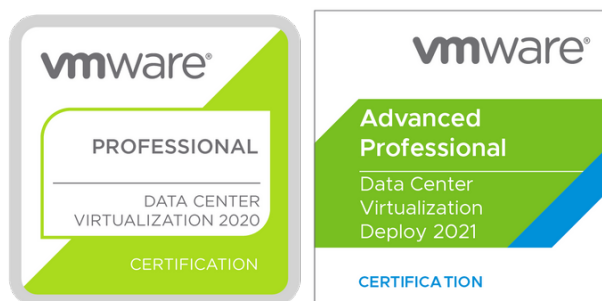 vmware®
PROFESSIONAL
DATA CENTER
VIRTUALIZATION 2020
CERTIFICATION
vmware®
Advanced
Professional
Data Center
Virtualization
Deploy 2021
CERTIFICATION